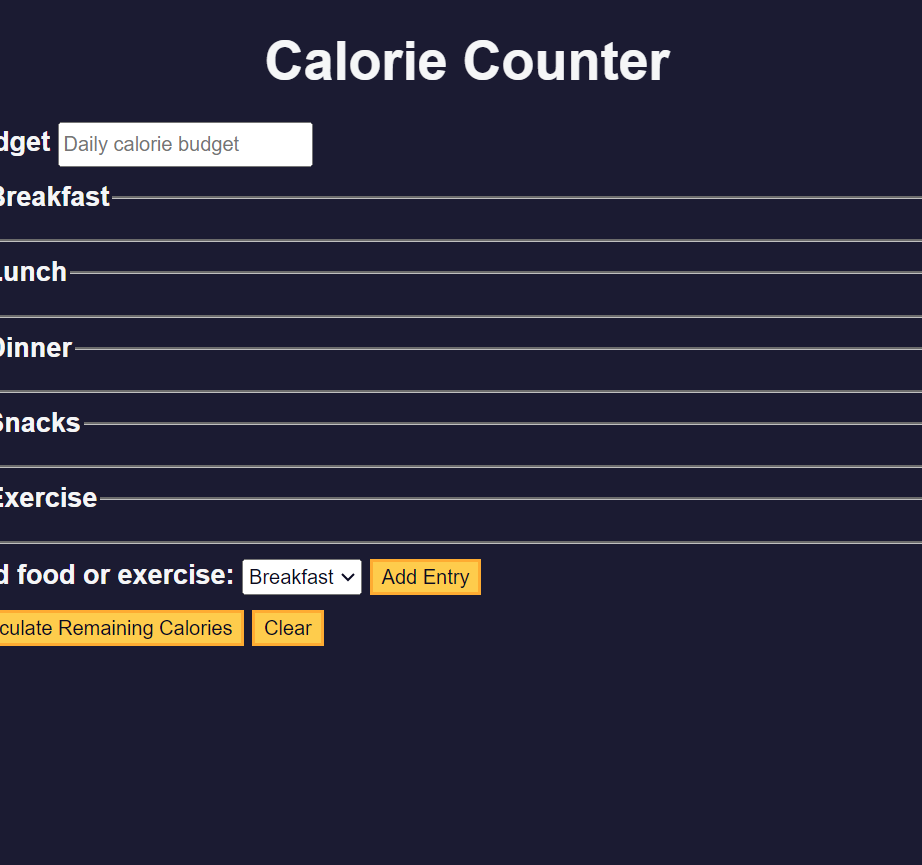 Calorie Counter
dget Daily calorie budget
Breakfast
Lunch
Dinner
Snacks
Exercise
d food or exercise: Breakfast Add Entry
culate Remaining Calories Clear